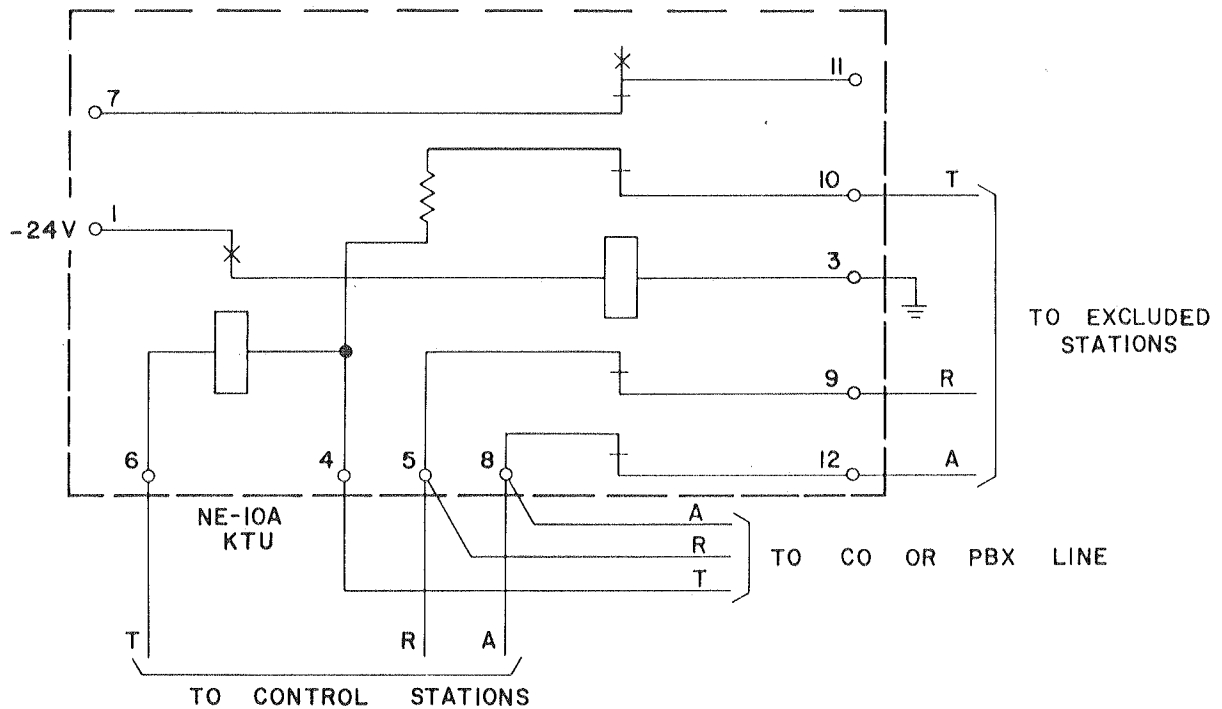 11
7
10 T
-24V 1
3
TO EXCLUDED
STATIONS
9 R
6 4 5 8 12 A
NE-10A
KTU
A
R
T
TO CO OR PBX LINE
T R A
TO CONTROL STATIONS